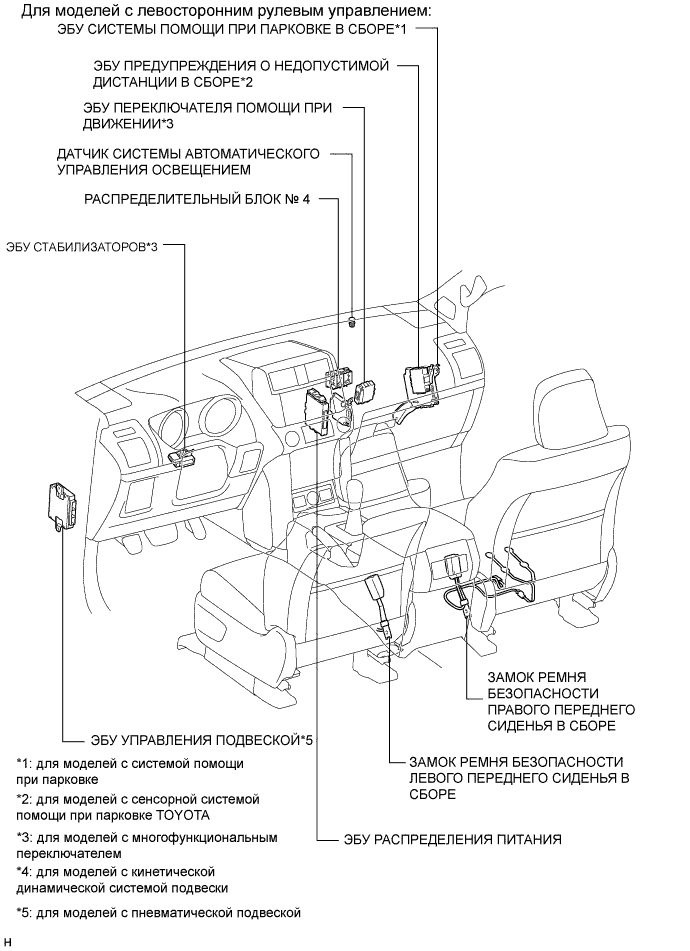 Для моделей с левосторонним рулевым управлением:
ЭБУ СИСТЕМЫ ПОМОЩИ ПРИ ПАРКОВКЕ В СБОРЕ*1
ЭБУ ПРЕДУПРЕЖДЕНИЯ О НЕДОПУСТИМОЙ
ДИСТАНЦИИ В СБОРЕ*2
ЭБУ ПЕРЕКЛЮЧАТЕЛЯ ПОМОЩИ ПРИ
ДВИЖЕНИИ*3
ДАТЧИК СИСТЕМЫ АВТОМАТИЧЕСКОГО
УПРАВЛЕНИЯ ОСВЕЩЕНИЕМ
РАСПРЕДЕЛИТЕЛЬНЫЙ БЛОК № 4
ЭБУ СТАБИЛИЗАТОРОВ*3
ЗАМОК РЕМНЯ
БЕЗОПАСНОСТИ
ПРАВОГО ПЕРЕДНЕГО
СИДЕНЬЯ В СБОРЕ
ЭБУ УПРАВЛЕНИЯ ПОДВЕСКОЙ*5
ЗАМОК РЕМНЯ БЕЗОПАСНОСТИ
ЛЕВОГО ПЕРЕДНЕГО СИДЕНЬЯ В
СБОРЕ
ЭБУ РАСПРЕДЕЛЕНИЯ ПИТАНИЯ
*1: для моделей с системой помощи
при парковке
*2: для моделей с сенсорной системой
помощи при парковке TOYOTA
*3: для моделей с многофункциональным
переключателем
*4: для моделей с кинетической
динамической системой подвески
*5: для моделей с пневматической подвеской
H